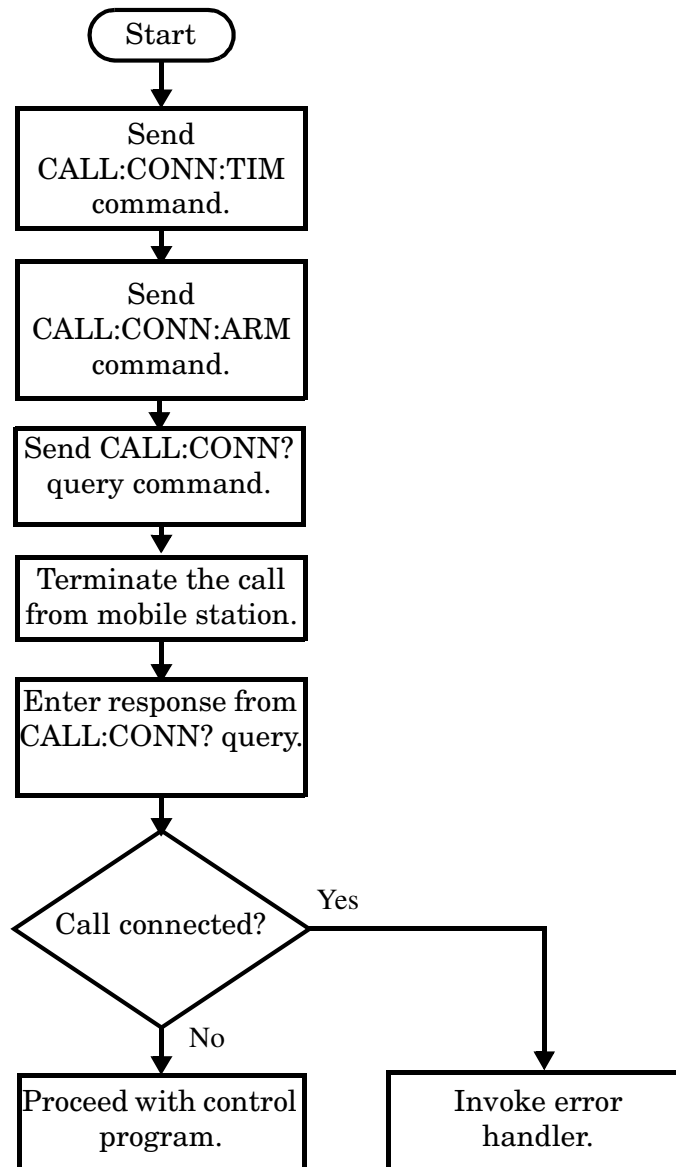 Start
Send
CALL:CONN:TIM
command.
Send
CALL:CONN:ARM
command.
Send CALL:CONN?
query command.
Terminate the call
from mobile station.
Enter response from
CALL:CONN? query.
Call connected?
Yes
No
Proceed with control
program.
Invoke error
handler.